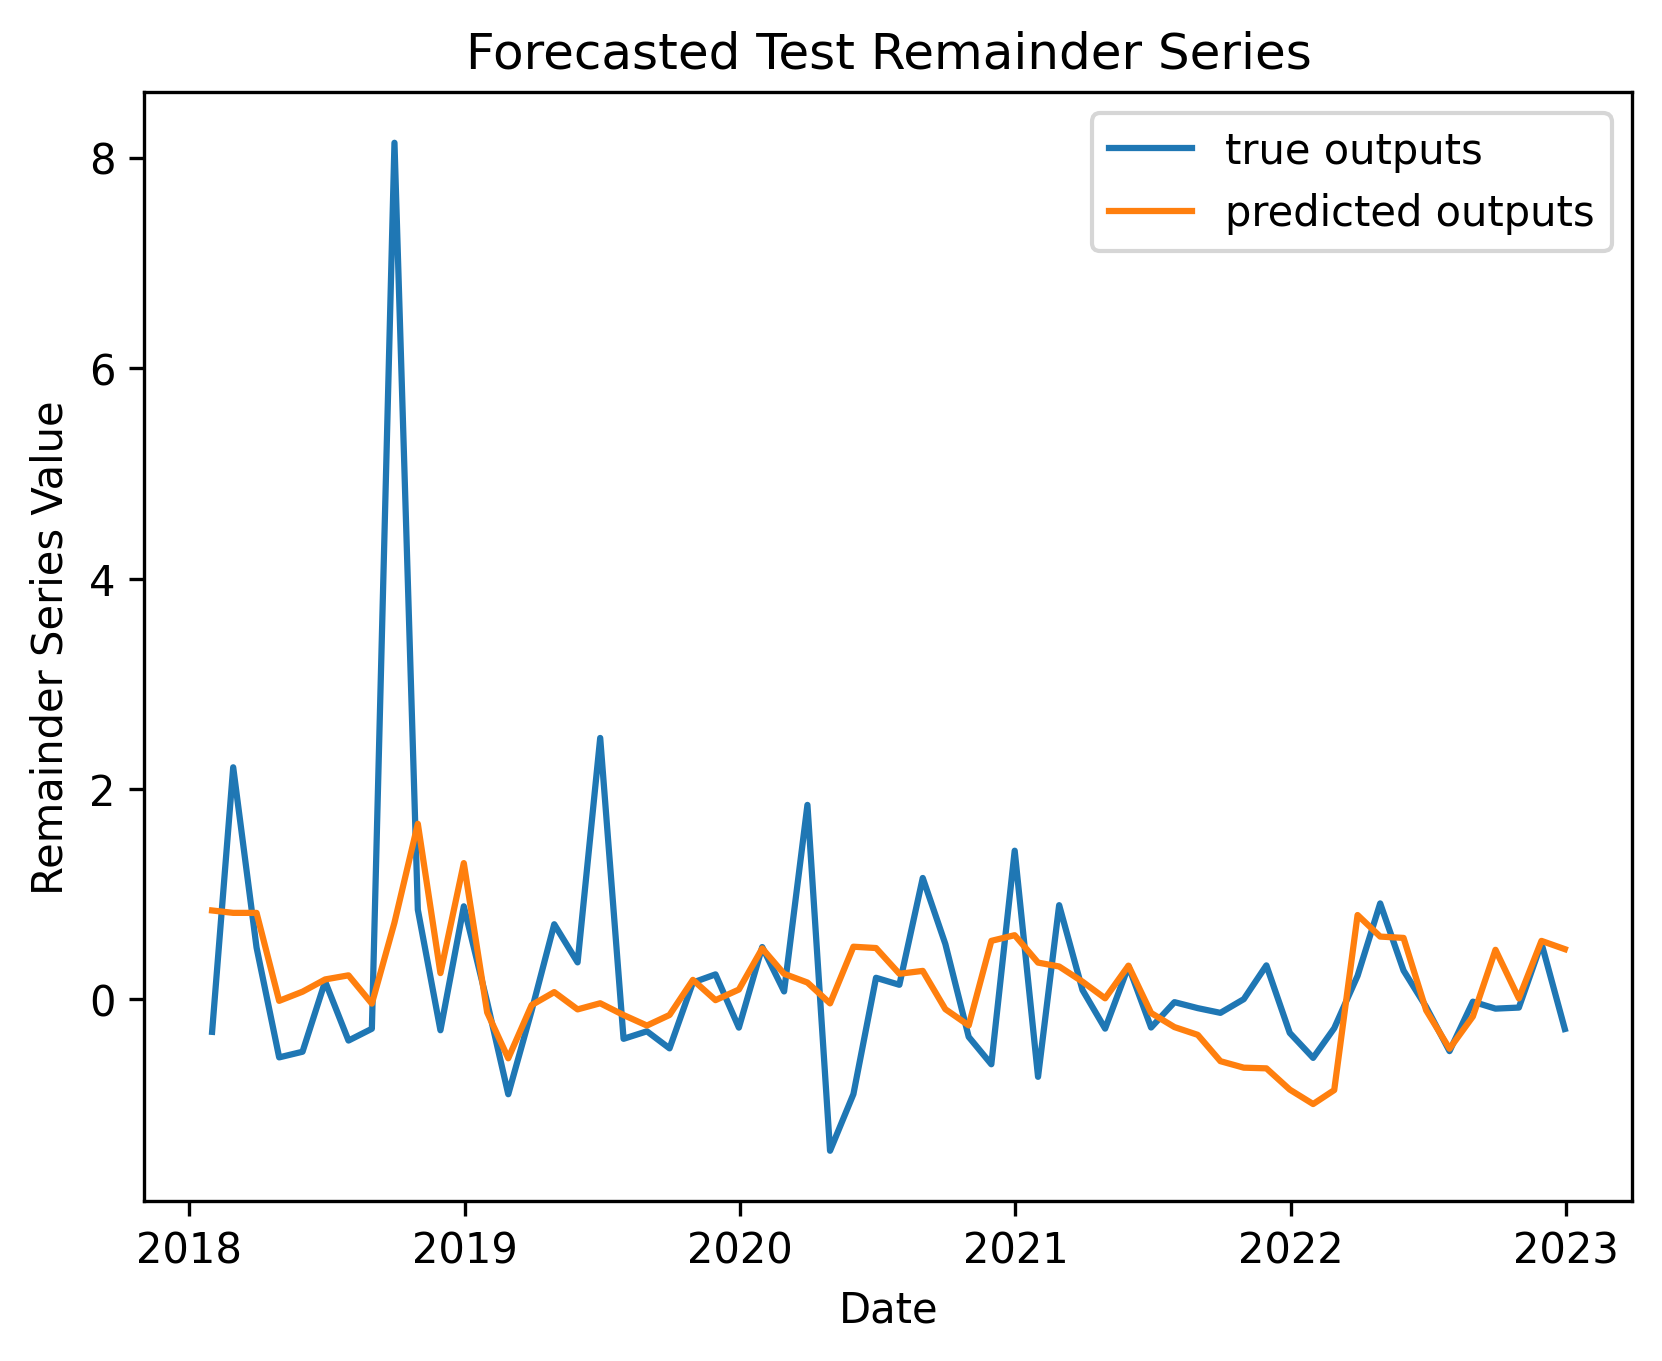 Forecasted Test Remainder Series
true outputs
predicted outputs
Remainder Series Value
8
6
4
2
0
2018 2019 2020 2021 2022 2023
Date